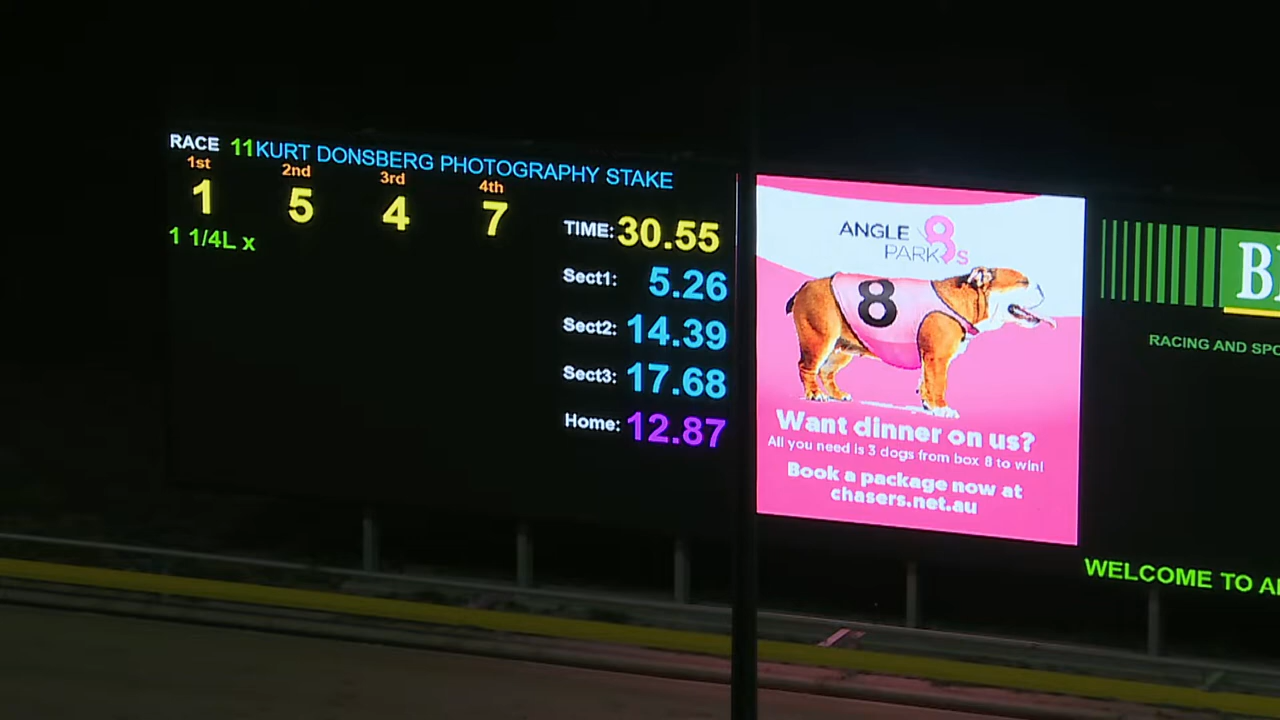 RACE 11 KURT DONSBERG PHOTOGRAPHY STAKE
1st 2nd 3rd 4th
1 5 4 7
1 1/4L x
TIME: 30.55
Sect1: 5.26
Sect2: 14.39
Sect3: 17.68
Home: 12.87
ANGLE
PARK 8s
8
Want dinner on us?
All you need is 3 dogs from box 8 to win!
Book a package now at
chasers.net.au
RACING AND
WELCOME TO